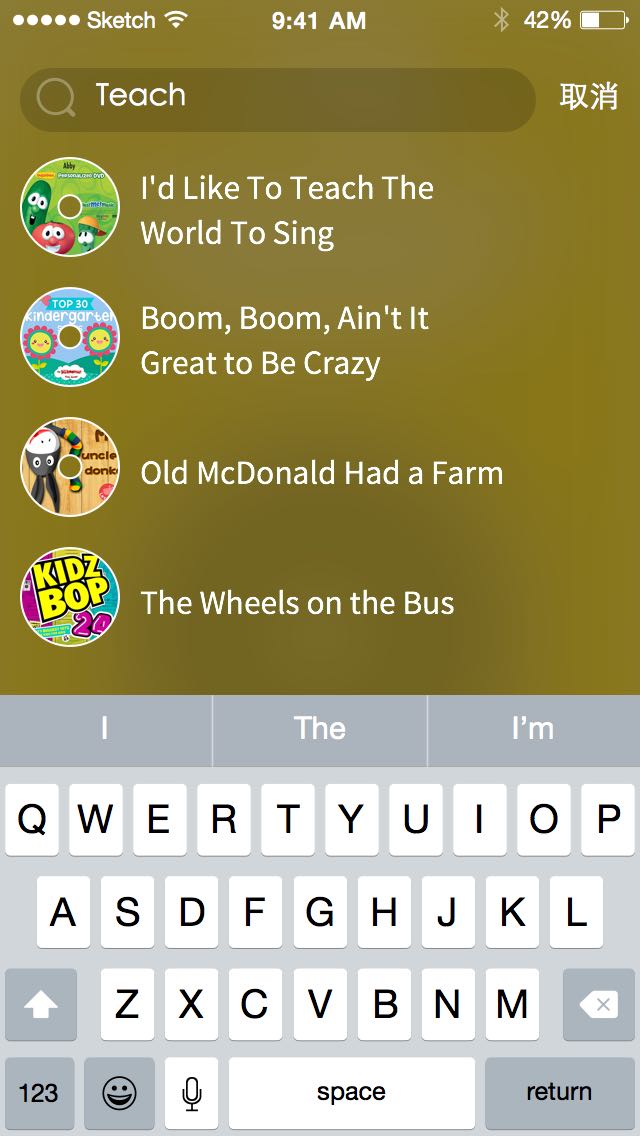 Sketch 9:41 AM 42%
Teach 取消
Abby
Personalized DVD
I'd Like To Teach The
World To Sing
TOP 30
kindergarten
Boom, Boom, Ain't It
Great to Be Crazy
uncle
donk
Old McDonald Had a Farm
KIDZ
BOP
20
The Wheels on the Bus
I The I’m
Q W E R T Y U I O P
A S D F G H J K L
Z X C V B N M
123 space return